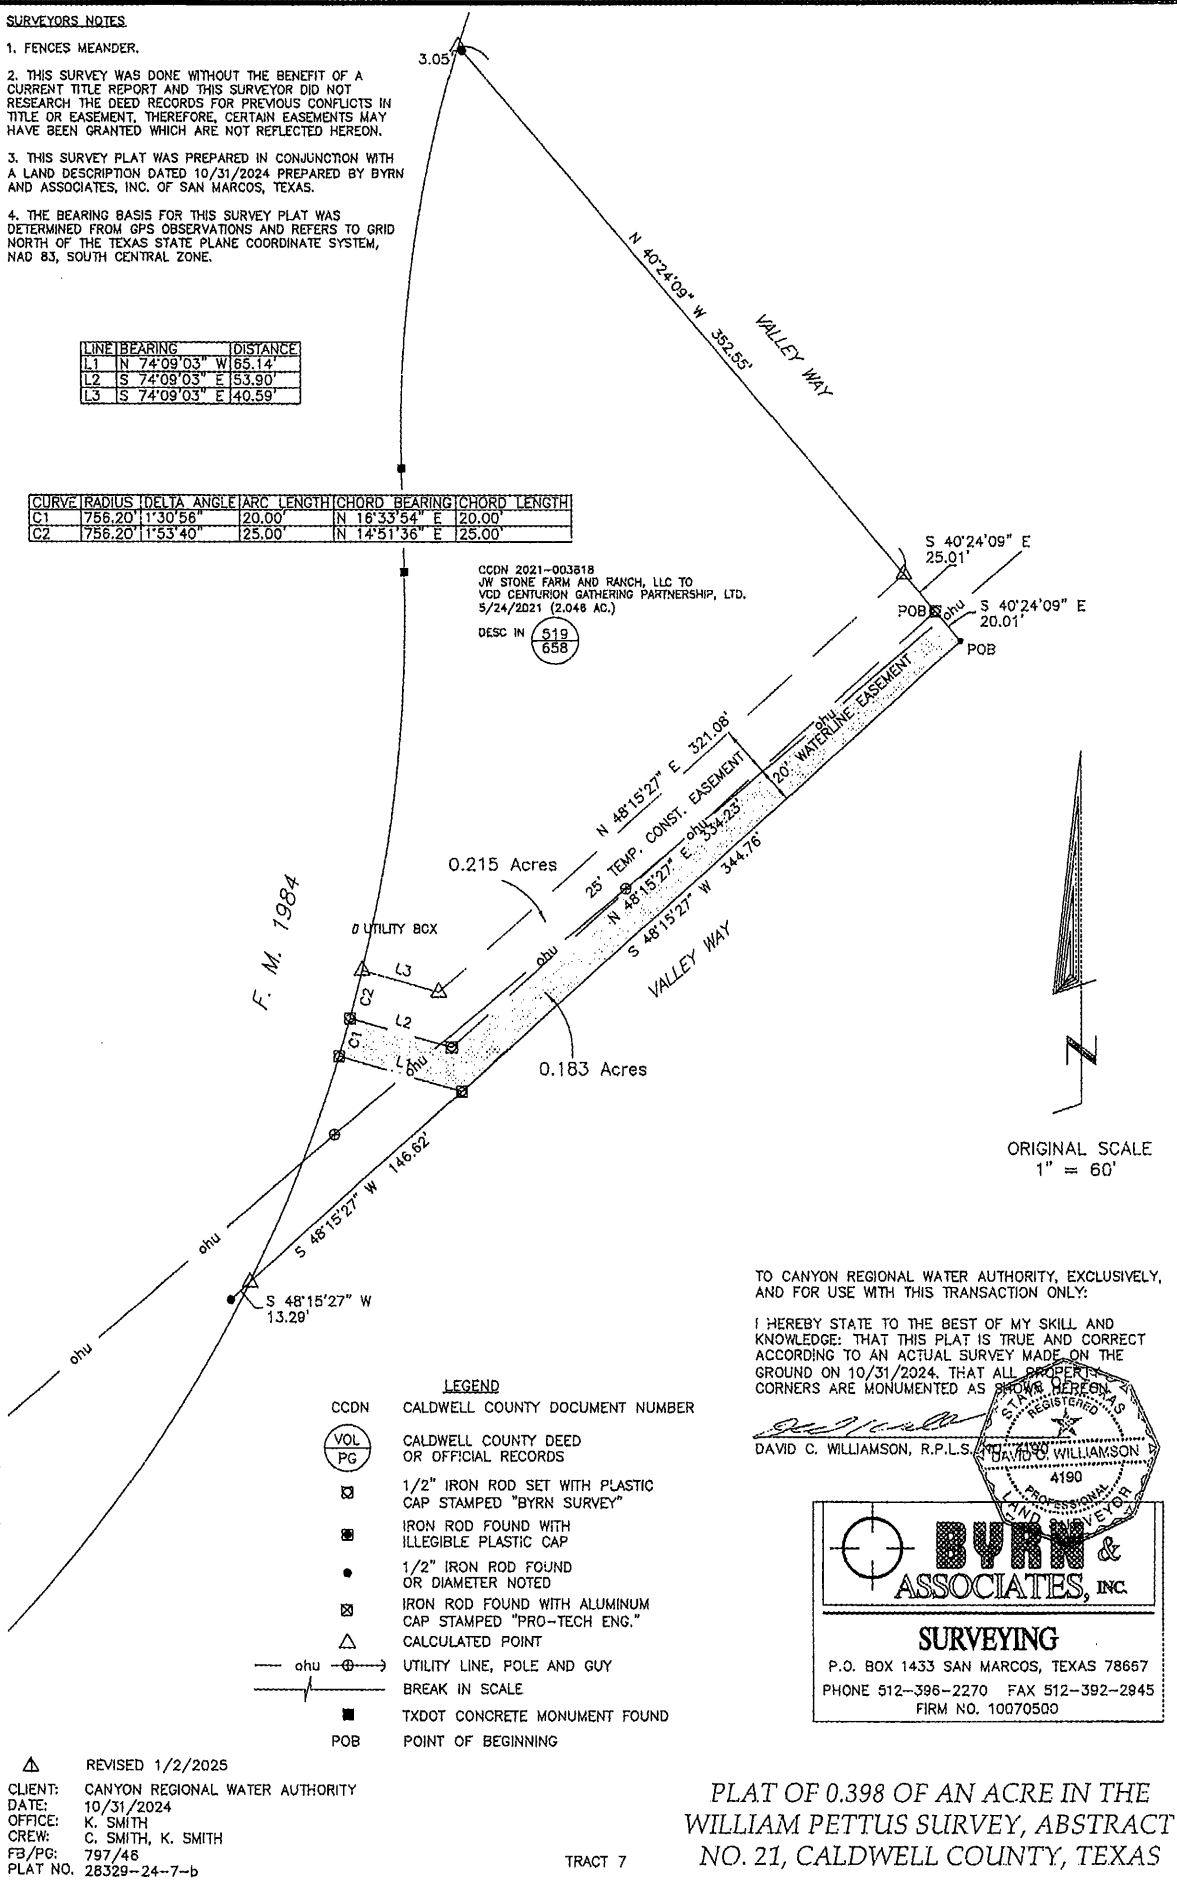 SURVEYORS NOTES
1. FENCES MEANDER.
2. THIS SURVEY WAS DONE WITHOUT THE BENEFIT OF A
CURRENT TITLE REPORT AND THIS SURVEYOR DID NOT
RESEARCH THE DEED RECORDS FOR PREVIOUS CONFLICTS IN
TITLE OR EASEMENT, THEREFORE, CERTAIN EASEMENTS MAY
HAVE BEEN GRANTED WHICH ARE NOT REFLECTED HEREON.
3. THIS SURVEY PLAT WAS PREPARED IN CONJUNCTION WITH
A LAND DESCRIPTION DATED 10/31/2024 PREPARED BY BYRN
AND ASSOCIATES, INC. OF SAN MARCOS, TEXAS.
4. THE BEARING BASIS FOR THIS SURVEY PLAT WAS
DETERMINED FROM GPS OBSERVATIONS AND REFERS TO GRID
NORTH OF THE TEXAS STATE PLANE COORDINATE SYSTEM,
NAD 83, SOUTH CENTRAL ZONE.
3.05'
N 40°24'09" W 352.55'
VALLEY WAY
LINE BEARING DISTANCE
L1 N 74°09'03" W 65.14'
L2 S 74°09'03" E 53.90'
L3 S 74°09'03" E 40.59'
CURVE RADIUS DELTA ANGLE ARC LENGTH CHORD BEARING CHORD LENGTH
C1 756.20' 1°30'56" 20.00' N 16°33'54" E 20.00'
C2 756.20' 1°53'40" 25.00' N 14°51'36" E 25.00'
CCDN 2021-003618
JW STONE FARM AND RANCH, LLC TO
VCD CENTURION GATHERING PARTNERSHIP, LTD.
5/24/2021 (2.046 AC.)
DESC IN 519
658
S 40°24'09" E
25.01'
POB
ohu
S 40°24'09" E
20.01'
POB
N 48°15'27" E 321.08'
25' TEMP. CONST. EASEMENT
20' WATERLINE EASEMENT
ohu
ohu
N 48°15'27" E 334.23'
S 48°15'27" W 344.76'
VALLEY WAY
0.215 Acres
F. M. 1984
UTILITY BOX
L3
C2
L2
C1
L1
ohu
ohu
0.183 Acres
S 48°15'27" W 146.62'
ohu
S 48°15'27" W
13.29'
ohu
N
ORIGINAL SCALE
1" = 60'
TO CANYON REGIONAL WATER AUTHORITY, EXCLUSIVELY,
AND FOR USE WITH THIS TRANSACTION ONLY:
I HEREBY STATE TO THE BEST OF MY SKILL AND
KNOWLEDGE: THAT THIS PLAT IS TRUE AND CORRECT
ACCORDING TO AN ACTUAL SURVEY MADE ON THE
GROUND ON 10/31/2024. THAT ALL PROPERTY
CORNERS ARE MONUMENTED AS SHOWN HEREON.
DAVID C. WILLIAMSON, R.P.L.S. NO. 4190
STATE OF TEXAS
REGISTERED
DAVID C. WILLIAMSON
4190
PROFESSIONAL
LAND SURVEYOR
BYRN &
ASSOCIATES, INC.
SURVEYING
P.O. BOX 1433 SAN MARCOS, TEXAS 78667
PHONE 512-396-2270 FAX 512-392-2945
FIRM NO. 10070500
LEGEND
CCDN CALDWELL COUNTY DOCUMENT NUMBER
VOL
PG
CALDWELL COUNTY DEED
OR OFFICIAL RECORDS
1/2" IRON ROD SET WITH PLASTIC
CAP STAMPED "BYRN SURVEY"
IRON ROD FOUND WITH
ILLEGIBLE PLASTIC CAP
1/2" IRON ROD FOUND
OR DIAMETER NOTED
IRON ROD FOUND WITH ALUMINUM
CAP STAMPED "PRO-TECH ENG."
CALCULATED POINT
ohu UTILITY LINE, POLE AND GUY
BREAK IN SCALE
TXDOT CONCRETE MONUMENT FOUND
POB POINT OF BEGINNING
REVISED 1/2/2025
CLIENT: CANYON REGIONAL WATER AUTHORITY
DATE: 10/31/2024
OFFICE: K. SMITH
CREW: C. SMITH, K. SMITH
FB/PG: 797/46
PLAT NO. 28329-24-7-b
TRACT 7
PLAT OF 0.398 OF AN ACRE IN THE
WILLIAM PETTUS SURVEY, ABSTRACT
NO. 21, CALDWELL COUNTY, TEXAS